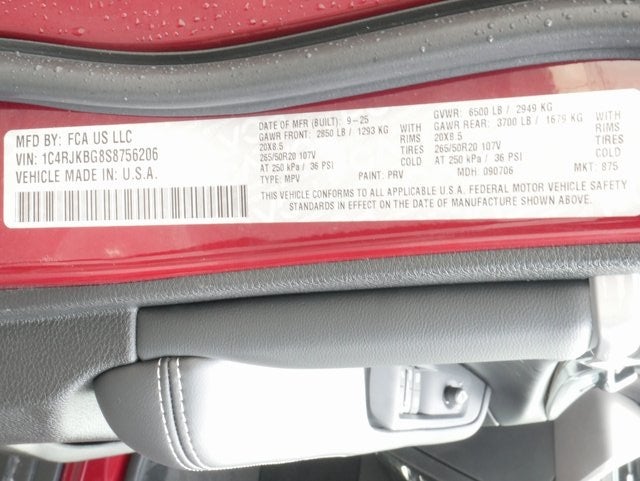 MFD BY: FCA US LLC
VIN: 1C4RJKBG8S8756206
VEHICLE MADE IN: U.S.A.
DATE OF MFR (BUILT): 9-25
GAWR FRONT: 2850 LB / 1293 KG WITH
20X8.5 RIMS
265/50R20 107V TIRES
AT 250 kPa(cold) / 36 PSI AT
TYPE: MPV PAINT: PRV
GVWR: 6500 LB / 2949 KG
GAWR REAR: 3700 LB / 1679 KG WITH
20X8.5 RIMS
265/50R20 107V TIRES
AT 250 kPa(cold) / 36 PSI AT
MDH: 090706 MKT: 875
THIS VEHICLE CONFORMS TO ALL APPLICABLE U.S.A. FEDERAL MOTOR VEHICLE SAFETY
STANDARDS IN EFFECT ON THE DATE OF MANUFACTURE SHOWN ABOVE.